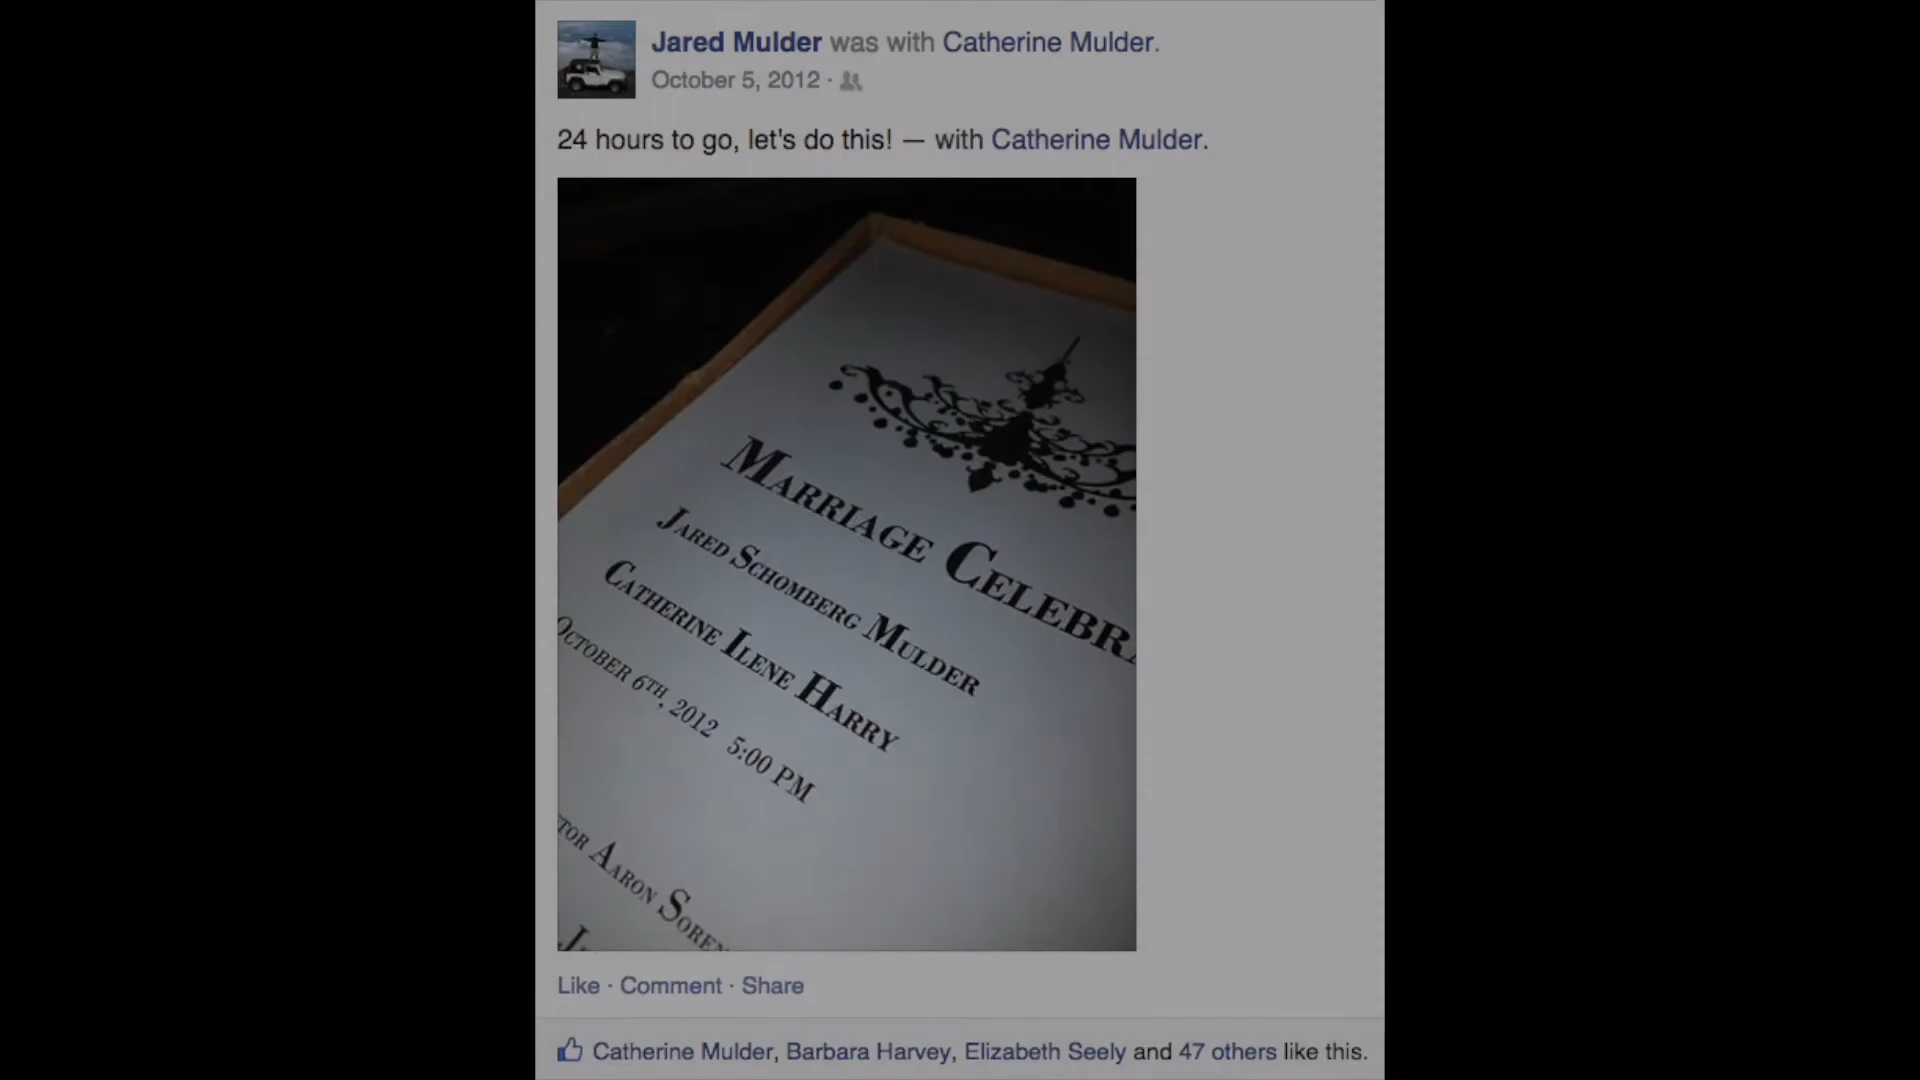 Jared Mulder was with Catherine Mulder.
October 5, 2012 ·
24 hours to go, let's do this! — with Catherine Mulder.
MARRIAGE CELEBRA
JARED SCHOMBERG MULDER
CATHERINE ILENE HARRY
OCTOBER 6TH, 2012 5:00 PM
TOR AARON SOREN
Like · Comment · Share
Catherine Mulder, Barbara Harvey, Elizabeth Seely and 47 others like this.